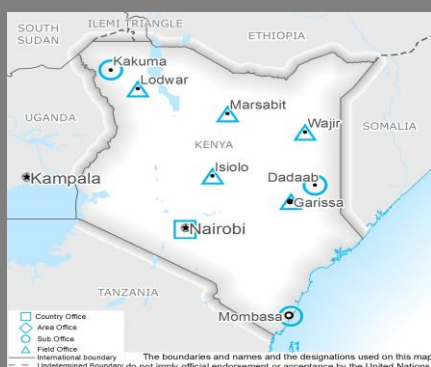 SOUTH
SUDAN
ILEMI TRIANGLE
ETHIOPIA
Kakuma
Lodwar
Marsabit
Wajir
UGANDA
SOMALIA
KENYA
Isiolo
Dadaab
Kampala
Garissa
Nairobi
TANZANIA
Mombasa
Country Office
Area Office
Sub Office
Field Office
International boundary
Undetermined Boundary
The boundaries and names and the designations used on this map
do not imply official endorsement or acceptance by the United Nations